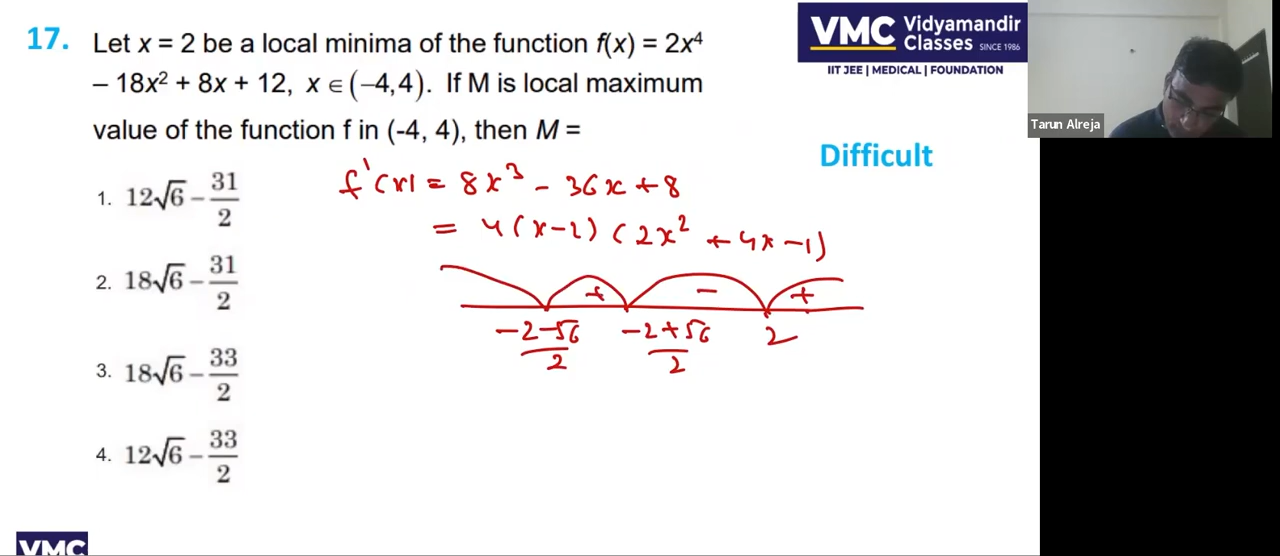 17. Let x = 2 be a local minima of the function f(x) = 2x⁴
– 18x² + 8x + 12, x ∈ (−4,4). If M is local maximum
value of the function f in (-4, 4), then M =
VMC Vidyamandir Classes SINCE 1986
IIT JEE | MEDICAL | FOUNDATION
Tarun Alreja
Difficult
1. 12√6 − 31/2
2. 18√6 − 31/2
3. 18√6 − 33/2
4. 12√6 − 33/2
f'(x) = 8x³ − 36x + 8
= 4(x−2)(2x² + 4x −1)
+ − +
(−2−√6)/2 (−2+√6)/2 2
VMC